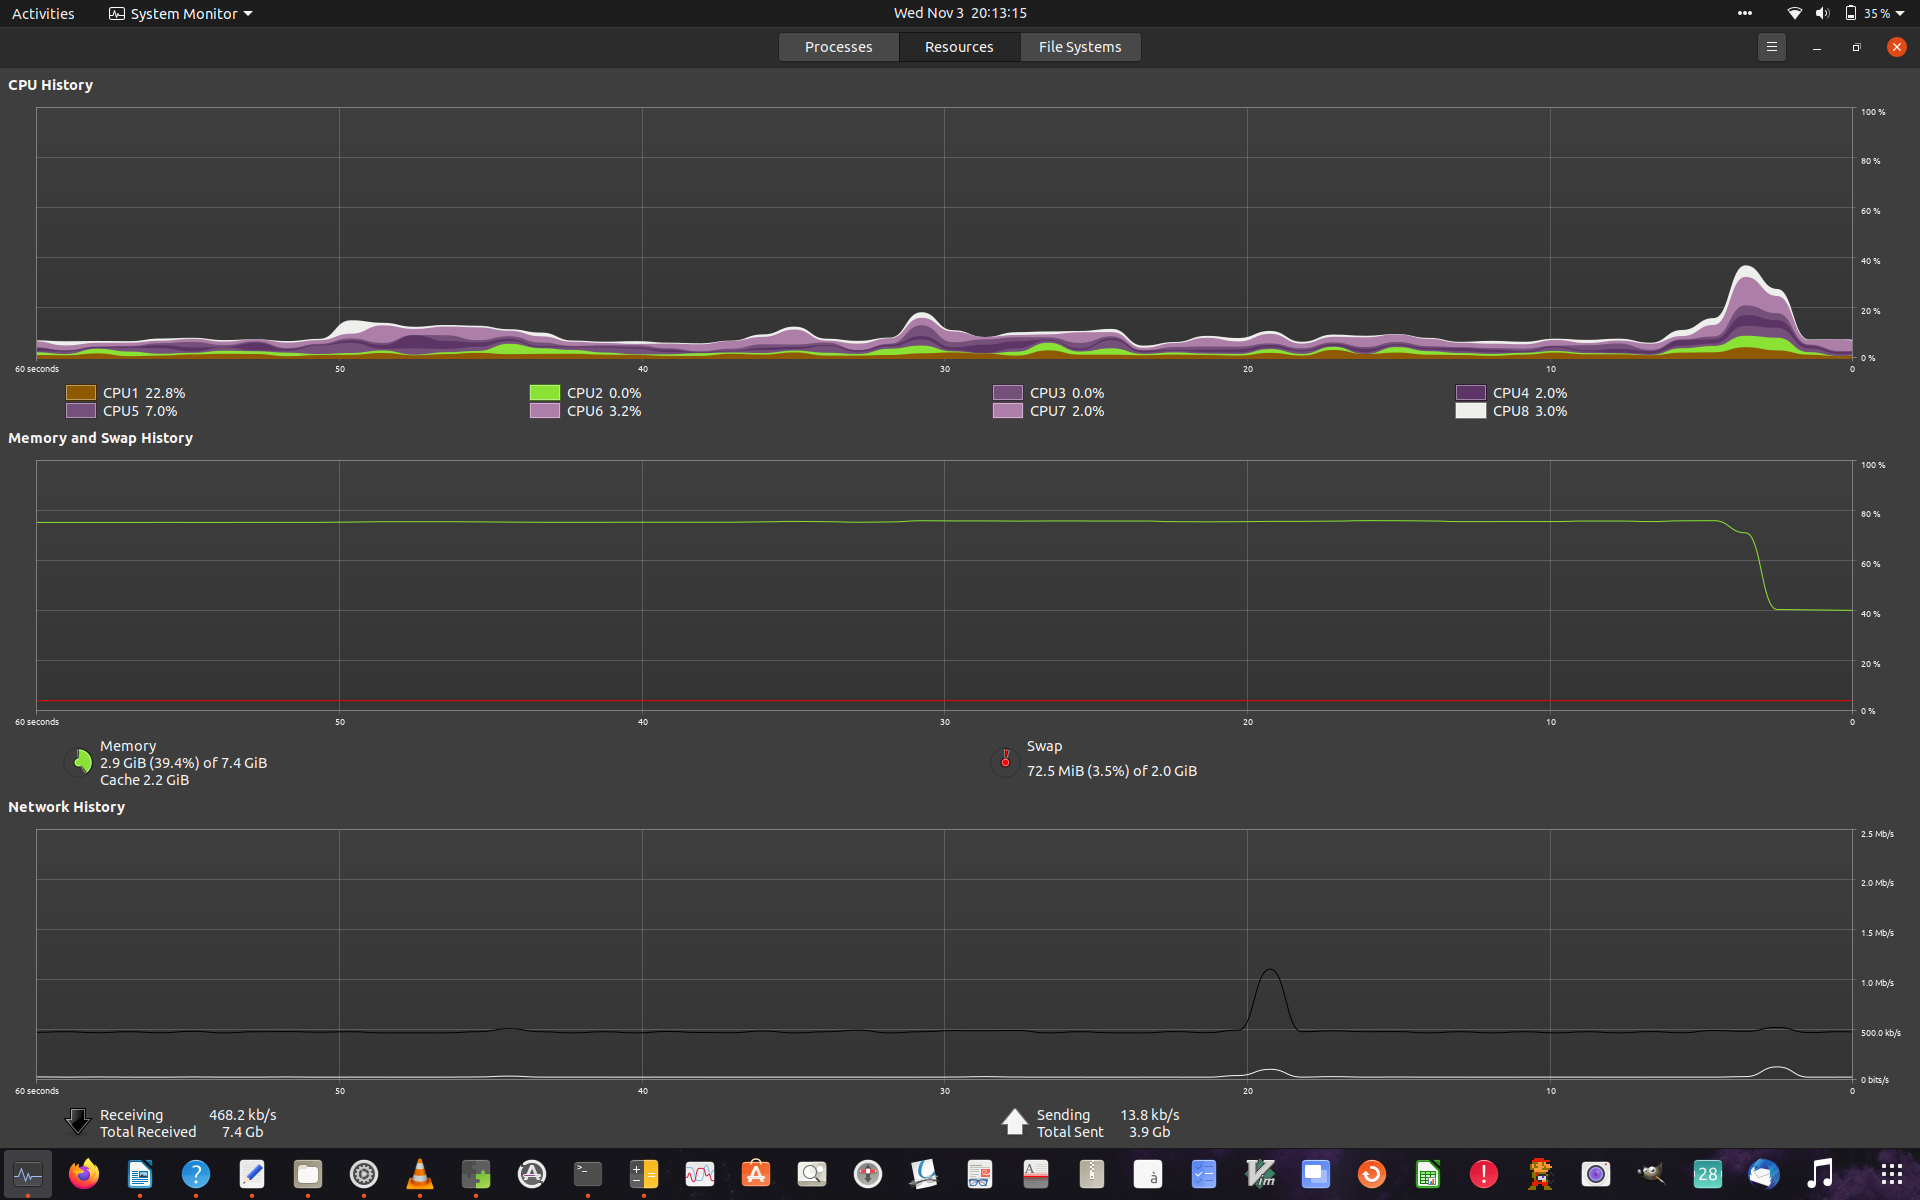 Activities System Monitor Wed Nov 3 20:13:15 35 %
Processes Resources File Systems
CPU History
100 %
80 %
60 %
40 %
20 %
0 %
60 seconds 50 40 30 20 10 0
CPU1 22.8% CPU2 0.0% CPU3 0.0% CPU4 2.0%
CPU5 7.0% CPU6 3.2% CPU7 2.0% CPU8 3.0%
Memory and Swap History
100 %
80 %
60 %
40 %
20 %
0 %
60 seconds 50 40 30 20 10 0
Memory
2.9 GiB (39.4%) of 7.4 GiB
Cache 2.2 GiB
Swap
72.5 MiB (3.5%) of 2.0 GiB
Network History
2.5 Mb/s
2.0 Mb/s
1.5 Mb/s
1.0 Mb/s
500.0 kb/s
0 bits/s
60 seconds 50 40 30 20 10 0
Receiving 468.2 kb/s
Total Received 7.4 Gb
Sending 13.8 kb/s
Total Sent 3.9 Gb
? >_ A à Vim ! 28